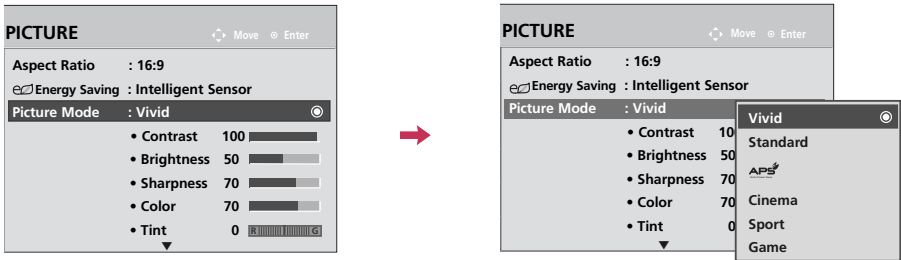 PICTURE Move Enter
Aspect Ratio : 16:9
Energy Saving : Intelligent Sensor
Picture Mode : Vivid
• Contrast 100
• Brightness 50
• Sharpness 70
• Color 70
• Tint 0 R G
PICTURE Move Enter
Aspect Ratio : 16:9
Energy Saving : Intelligent Sensor
Picture Mode : Vivid
• Contrast 10
• Brightness 50
• Sharpness 70
• Color 70
• Tint 0
Vivid
Standard
APS
Cinema
Sport
Game